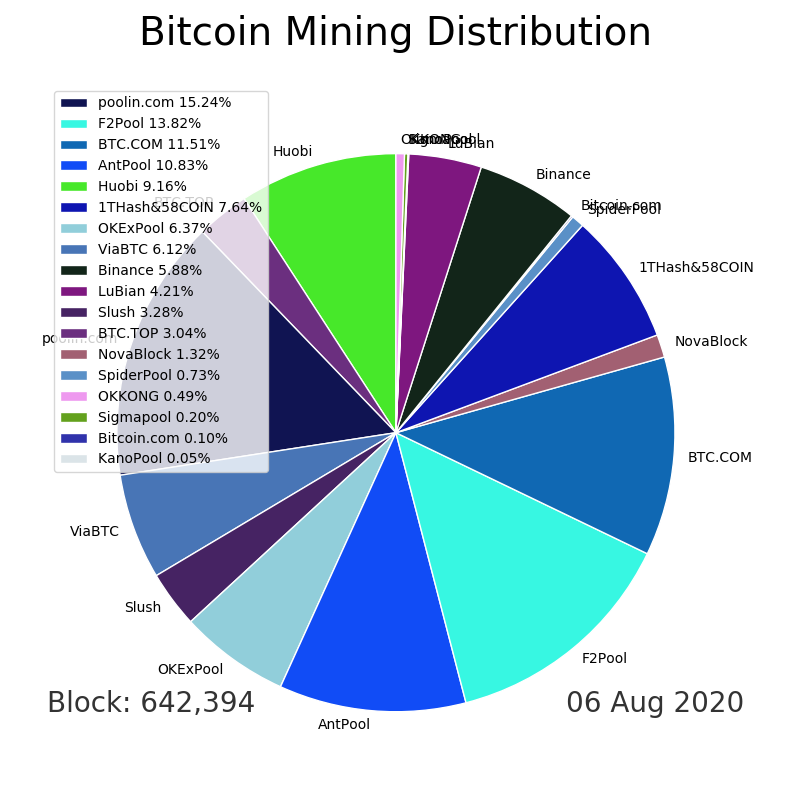 Bitcoin Mining Distribution
poolin.com 15.24%
F2Pool 13.82%
BTC.COM 11.51%
AntPool 10.83%
Huobi 9.16%
1THash&58COIN 7.64%
OKExPool 6.37%
ViaBTC 6.12%
Binance 5.88%
LuBian 4.21%
Slush 3.28%
BTC.TOP 3.04%
NovaBlock 1.32%
SpiderPool 0.73%
OKKONG 0.49%
Sigmapool 0.20%
Bitcoin.com 0.10%
KanoPool 0.05%
Huobi
BTC.TOP
poolin.com
ViaBTC
Slush
OKExPool
AntPool
F2Pool
BTC.COM
NovaBlock
1THash&58COIN
SpiderPool
Bitcoin.com
Binance
LuBian
Block: 642,394
06 Aug 2020